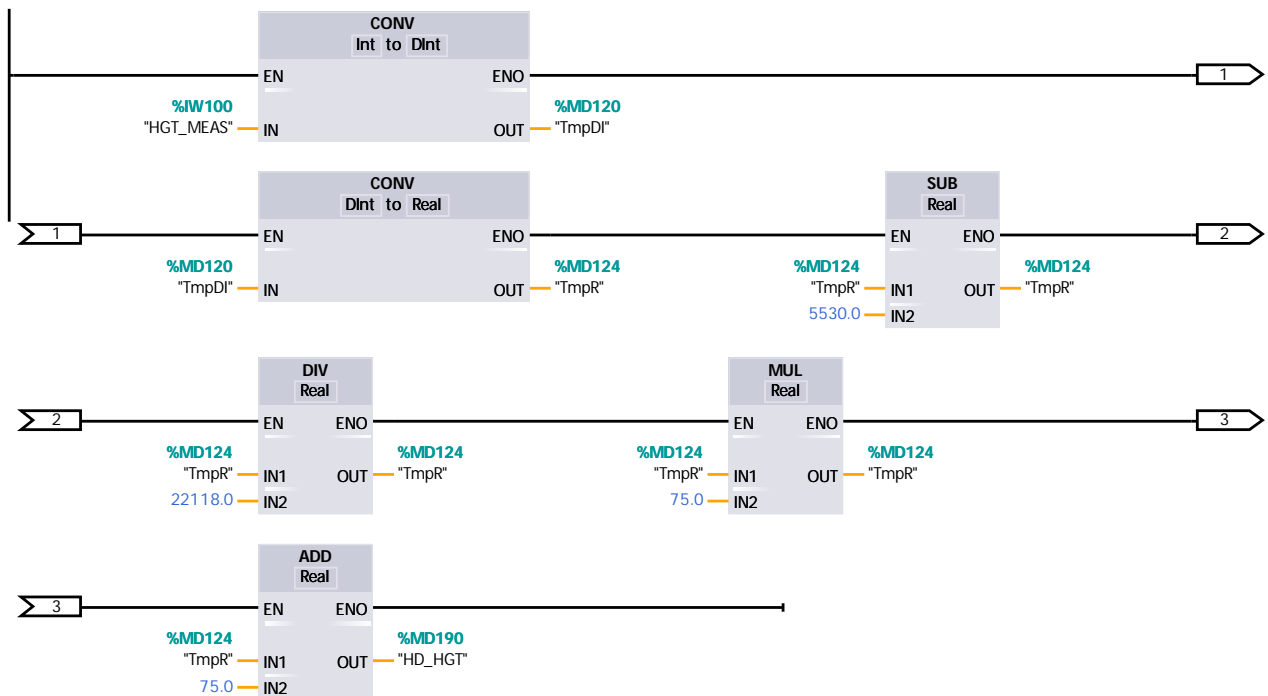 CONV
Int to DInt
EN ENO
1
%IW100 %MD120
"HGT_MEAS" IN OUT "TmpDI"
CONV SUB
DInt to Real Real
1 EN ENO EN ENO 2
%MD120 %MD124 %MD124 %MD124
"TmpDI" IN OUT "TmpR" "TmpR" IN1 OUT "TmpR"
5530.0 IN2
DIV MUL
Real Real
2 EN ENO EN ENO 3
%MD124 %MD124 %MD124 %MD124
"TmpR" IN1 OUT "TmpR" "TmpR" IN1 OUT "TmpR"
22118.0 IN2 75.0 IN2
ADD
Real
3 EN ENO
%MD124 %MD190
"TmpR" IN1 OUT "HD_HGT"
75.0 IN2